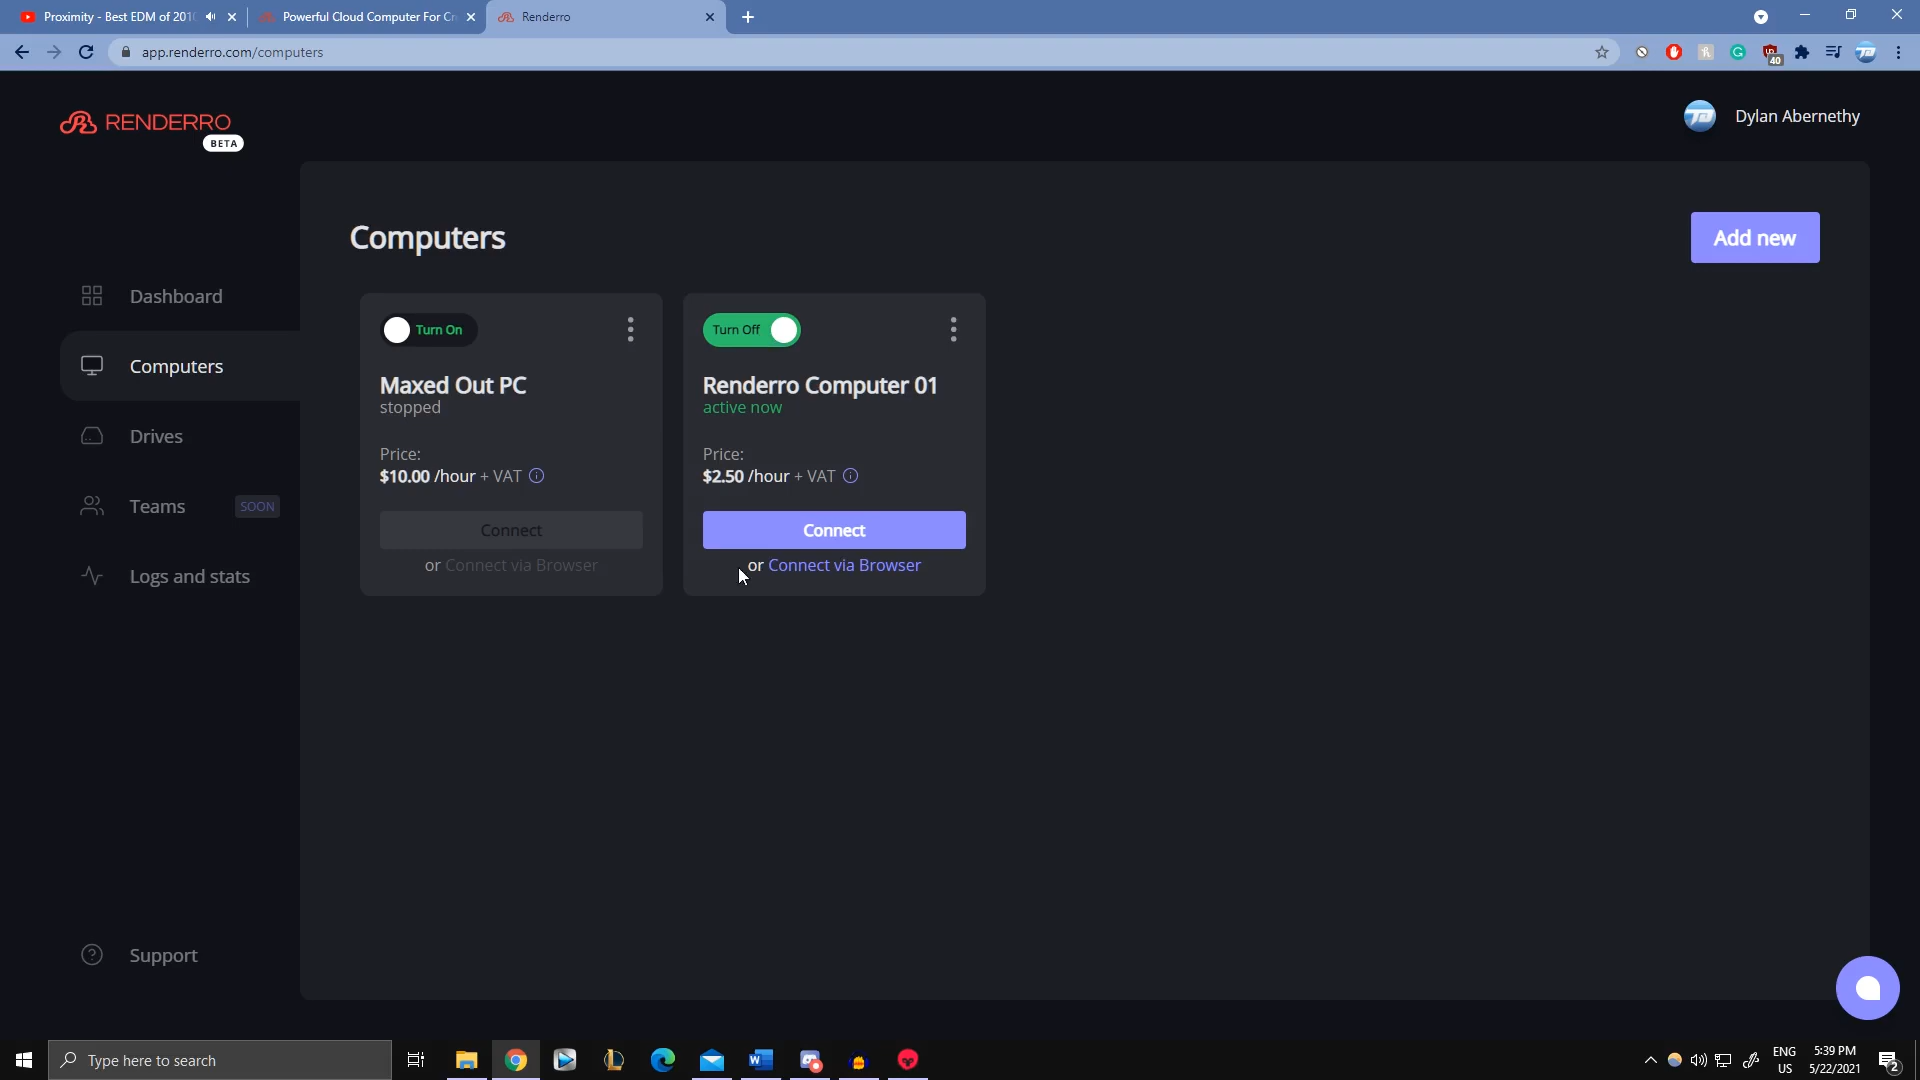 Proximity - Best EDM of 201
Powerful Cloud Computer For Cr
Renderro
app.renderro.com/computers
40
RENDERRO
BETA
Dylan Abernethy
Computers
Add new
Dashboard
Computers
Drives
Teams
SOON
Logs and stats
Support
Turn On
Maxed Out PC
stopped
Price:
$10.00 /hour + VAT
Connect
or Connect via Browser
Turn Off
Renderro Computer 01
active now
Price:
$2.50 /hour + VAT
Connect
or Connect via Browser
Type here to search
ENG
US
5:39 PM
5/22/2021
2